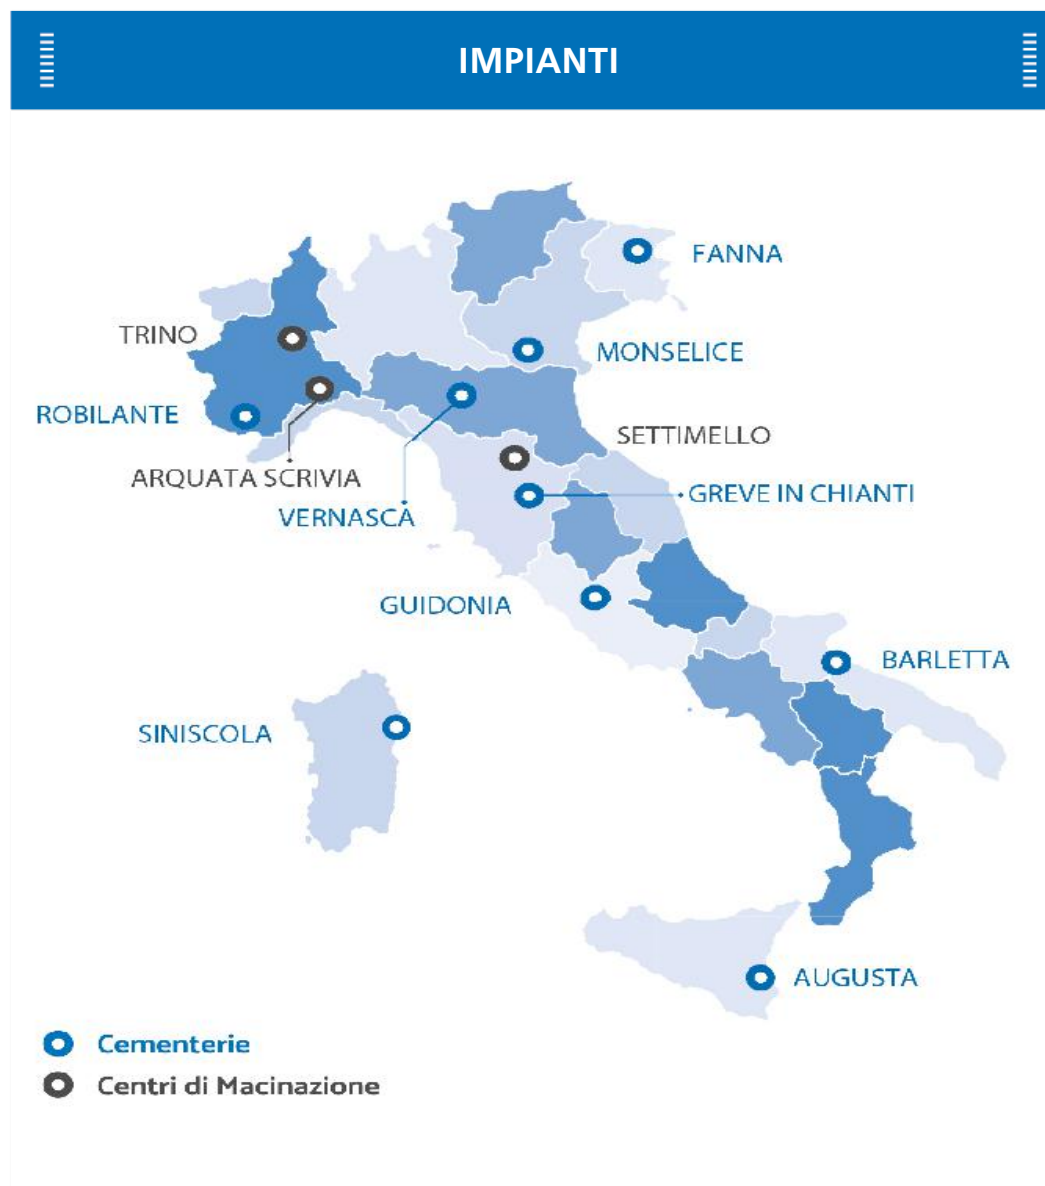 IMPIANTI
FANNA
TRINO
MONSELICE
ROBILANTE
SETTIMELLO
ARQUATA SCRIVIA
GREVE IN CHIANTI
VERNASCA
GUIDONIA
BARLETTA
SINISCOLA
AUGUSTA
Cementerie
Centri di Macinazione